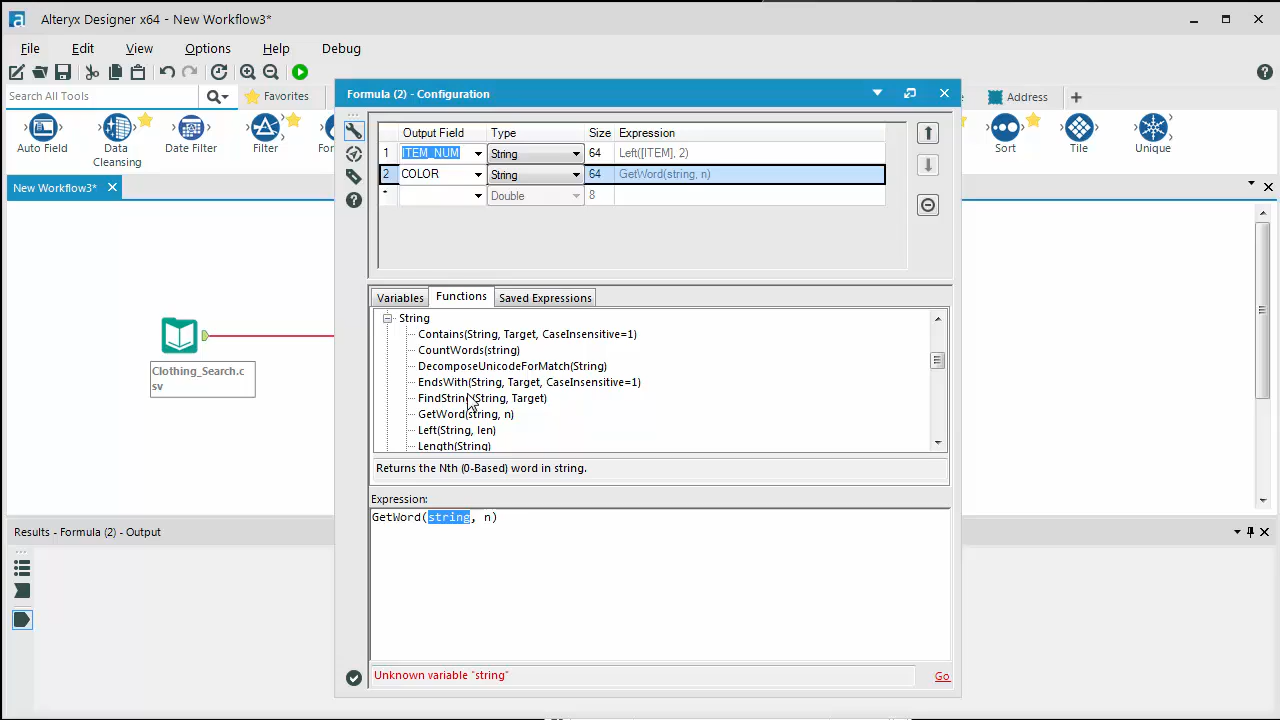 Alteryx Designer x64 - New Workflow3*
File Edit View Options Help Debug
Search All Tools Favorites Address
Auto Field Data Cleansing Date Filter Filter Sort Tile Unique
New Workflow3*
Clothing_Search.c
sv
Results - Formula (2) - Output
Formula (2) - Configuration
Output Field Type Size Expression
1 ITEM_NUM String 64 Left([ITEM], 2)
2 COLOR String 64 GetWord(string, n)
* Double 8
Variables Functions Saved Expressions
String
Contains(String, Target, CaseInsensitive=1)
CountWords(string)
DecomposeUnicodeForMatch(String)
EndsWith(String, Target, CaseInsensitive=1)
FindString(String, Target)
GetWord(string, n)
Left(String, len)
Length(String)
Returns the Nth (0-Based) word in string.
Expression:
GetWord(string, n)
Unknown variable "string"
Go